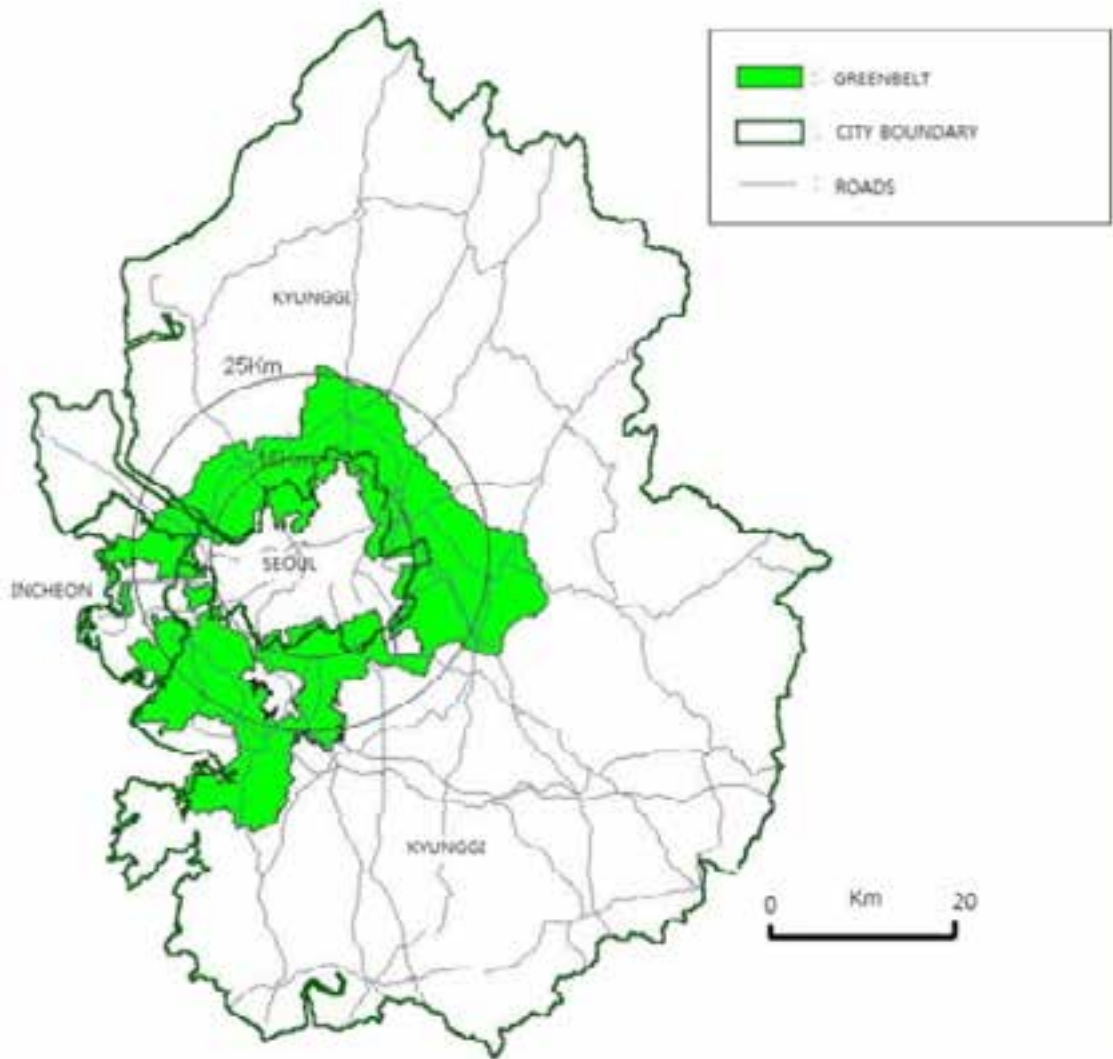 : GREENBELT
: CITY BOUNDARY
: ROADS
KYUNGGI
25Km
SEOUL
INCHEON
KYUNGGI
Km
0 20